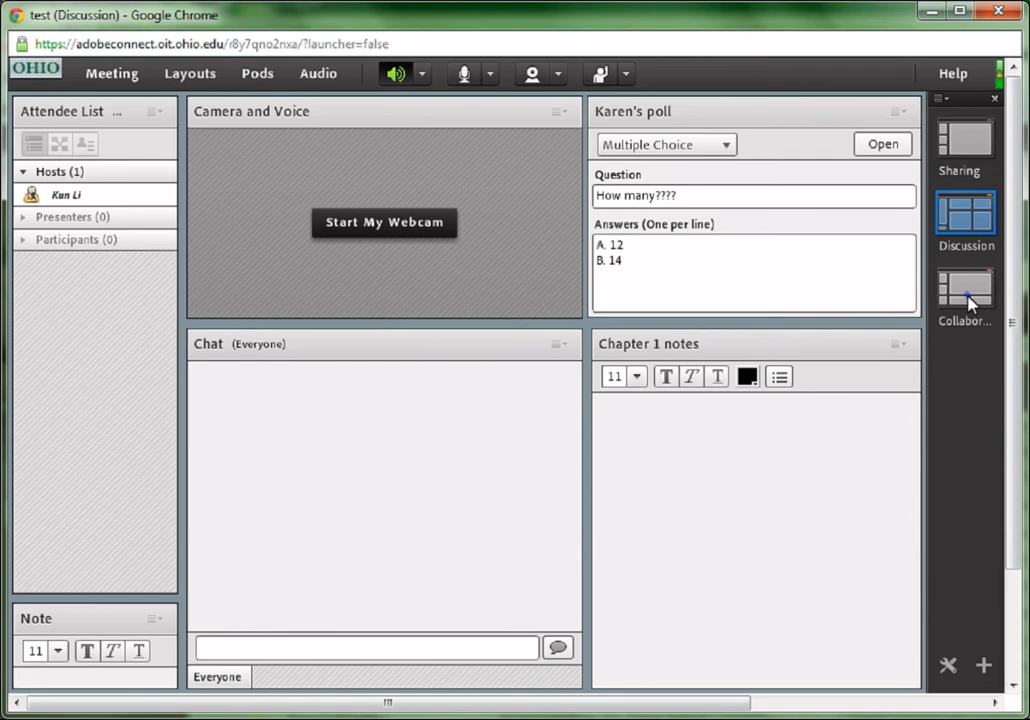 test (Discussion) - Google Chrome
https://adobeconnect.oit.ohio.edu/r8y7qno2nxa/?launcher=false
OHIO Meeting Layouts Pods Audio Help
Attendee List ...
Hosts (1)
Kun Li
Presenters (0)
Participants (0)
Camera and Voice
Start My Webcam
Karen's poll
Multiple Choice Open
Question
How many????
Answers (One per line)
A. 12
B. 14
Sharing
Discussion
Collabor...
Chat (Everyone)
Everyone
Chapter 1 notes
11 T T T
Note
11 T T T